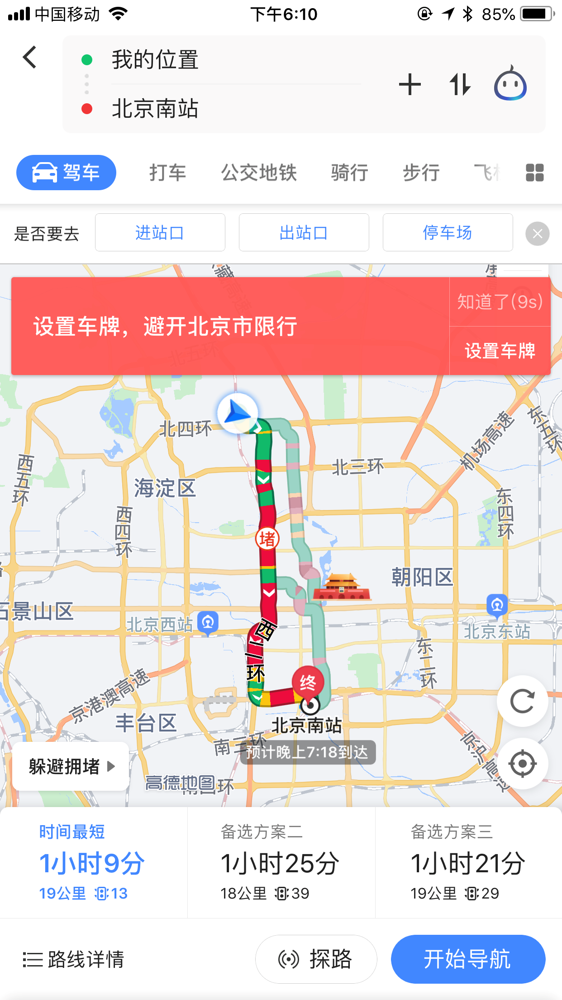 中国移动
下午6:10
85%
我的位置
北京南站
驾车
打车
公交地铁
骑行
步行
是否要去
进站口
出站口
停车场
设置车牌，避开北京市限行
知道了(9s)
设置车牌
北五环
北四环
机场高速
东五环
西五环
海淀区
北三环
东四环
西四环
堵
朝阳区
石景山区
北京西站
西二环
北京东站
东二环
终
京港澳高速
丰台区
北京南站
南三环
预计晚上7:18到达
京沪高速
躲避拥堵
高德地图
南四环
时间最短
1小时9分
19公里 13
备选方案二
1小时25分
18公里 39
备选方案三
1小时21分
19公里 29
路线详情
探路
开始导航